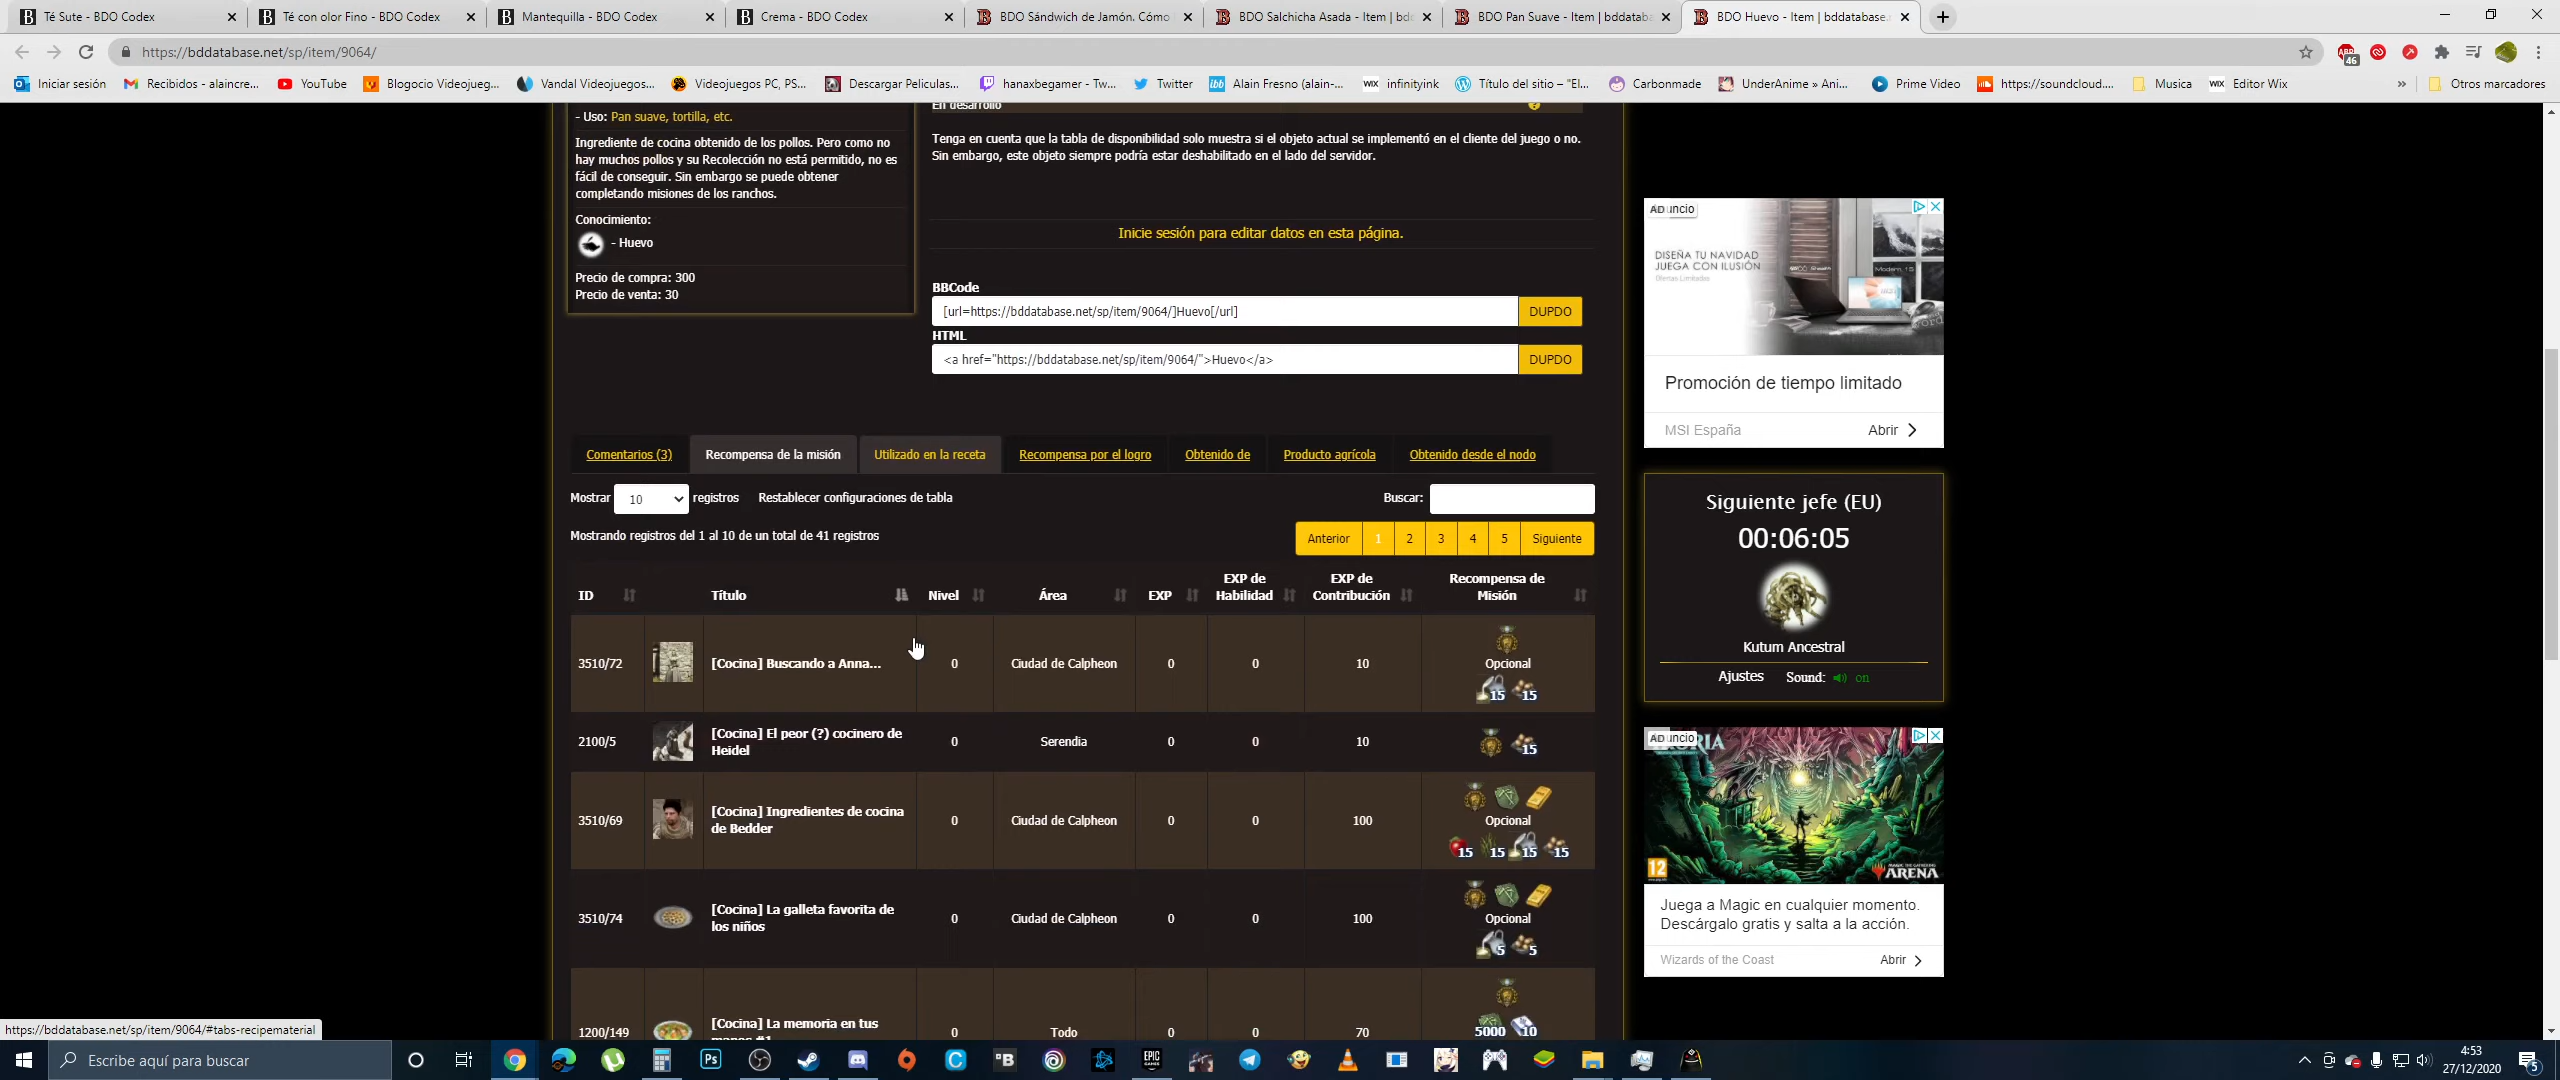 Té Sute - BDO Codex
Té con olor Fino - BDO Codex
Mantequilla - BDO Codex
Crema - BDO Codex
BDO Sándwich de Jamón. Cómo
BDO Salchicha Asada - Item | bd
BDO Pan Suave - Item | bddatab
BDO Huevo - Item | bddatabase.
https://bddatabase.net/sp/item/9064/
46
Iniciar sesión
Recibidos - alaincre...
YouTube
Blogocio Videojueg...
Vandal Videojuegos...
Videojuegos PC, PS...
Descargar Peliculas...
hanaxbegamer - Tw...
Twitter
Alain Fresno (alain-...
WIX infinityink
Título del sitio – "El...
Carbonmade
UnderAnime » Ani...
Prime Video
https://soundcloud....
Musica
WIX Editor Wix
»
Otros marcadores
- Uso: Pan suave, tortilla, etc.
Ingrediente de cocina obtenido de los pollos. Pero como no
hay muchos pollos y su Recolección no está permitido, no es
fácil de conseguir. Sin embargo se puede obtener
completando misiones de los ranchos.
Conocimiento:
- Huevo
Precio de compra: 300
Precio de venta: 30
En desarrollo
Tenga en cuenta que la tabla de disponibilidad solo muestra si el objeto actual se implementó en el cliente del juego o no.
Sin embargo, este objeto siempre podría estar deshabilitado en el lado del servidor.
Inicie sesión para editar datos en esta página.
BBCode
[url=https://bddatabase.net/sp/item/9064/]Huevo[/url]
DUPDO
HTML
<a href="https://bddatabase.net/sp/item/9064/">Huevo</a>
DUPDO
Comentarios (3)
Recompensa de la misión
Utilizado en la receta
Recompensa por el logro
Obtenido de
Producto agrícola
Obtenido desde el nodo
Mostrar 10 registros
Restablecer configuraciones de tabla
Buscar:
Mostrando registros del 1 al 10 de un total de 41 registros
Anterior 1 2 3 4 5 Siguiente
ID Título Nivel Área EXP EXP de Habilidad EXP de Contribución Recompensa de Misión
3510/72 [Cocina] Buscando a Anna... 0 Ciudad de Calpheon 0 0 10 Opcional 15 15
2100/5 [Cocina] El peor (?) cocinero de Heidel 0 Serendia 0 0 10 15
3510/69 [Cocina] Ingredientes de cocina de Bedder 0 Ciudad de Calpheon 0 0 100 Opcional 15 15 15 15
3510/74 [Cocina] La galleta favorita de los niños 0 Ciudad de Calpheon 0 0 100 Opcional 5 5
1200/149 [Cocina] La memoria en tus manos #1 0 Todo 0 0 70 5000 10
DISEÑA TU NAVIDAD
JUEGA CON ILUSIÓN
Ofertas Limitadas
Promoción de tiempo limitado
MSI España
Abrir
Siguiente jefe (EU)
00:06:05
Kutum Ancestral
Ajustes Sound: on
12
ARENA
Juega a Magic en cualquier momento.
Descárgalo gratis y salta a la acción.
Wizards of the Coast
Abrir
https://bddatabase.net/sp/item/9064/#tabs-recipematerial
Escribe aquí para buscar
Ps
EPIC GAMES
4:53
27/12/2020
5